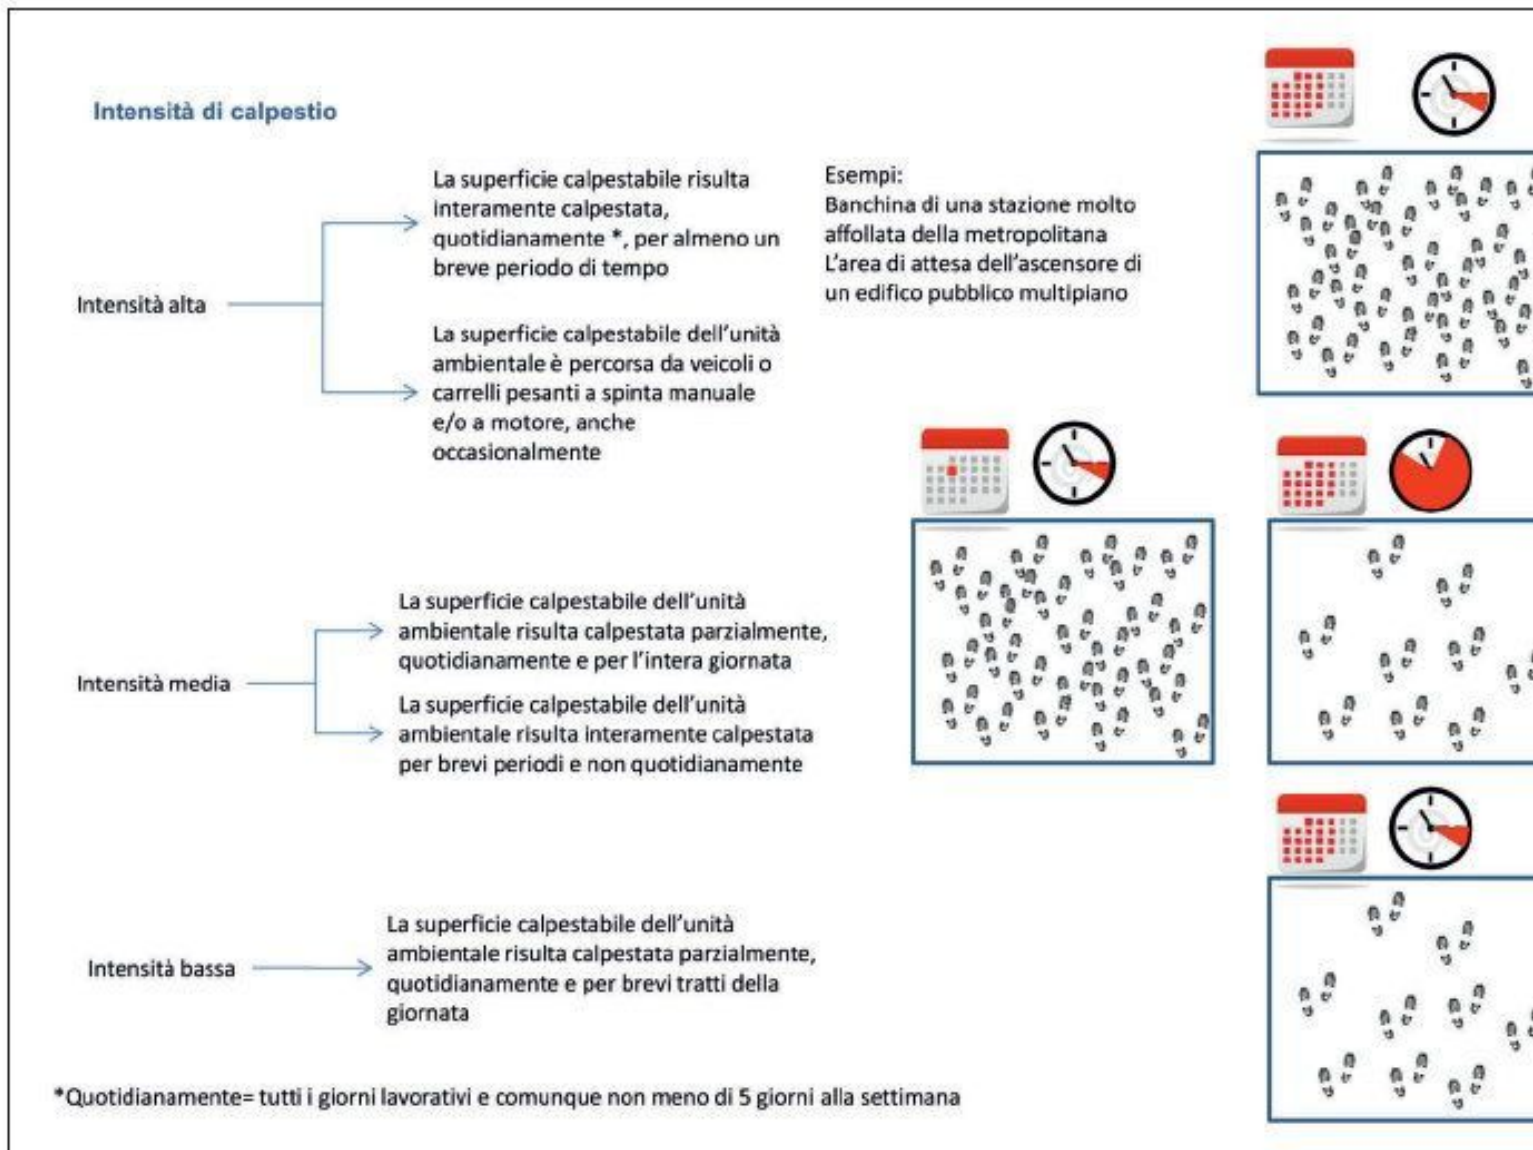 Intensità di calpestio
Intensità alta
La superficie calpestabile risulta
interamente calpestata,
quotidianamente *, per almeno un
breve periodo di tempo
Esempi:
Banchina di una stazione molto
affollata della metropolitana
L'area di attesa dell'ascensore di
un edifico pubblico multipiano
La superficie calpestabile dell'unità
ambientale è percorsa da veicoli o
carrelli pesanti a spinta manuale
e/o a motore, anche
occasionalmente
Intensità media
La superficie calpestabile dell'unità
ambientale risulta calpestata parzialmente,
quotidianamente e per l'intera giornata
La superficie calpestabile dell'unità
ambientale risulta interamente calpestata
per brevi periodi e non quotidianamente
Intensità bassa
La superficie calpestabile dell'unità
ambientale risulta calpestata parzialmente,
quotidianamente e per brevi tratti della
giornata
*Quotidianamente= tutti i giorni lavorativi e comunque non meno di 5 giorni alla settimana